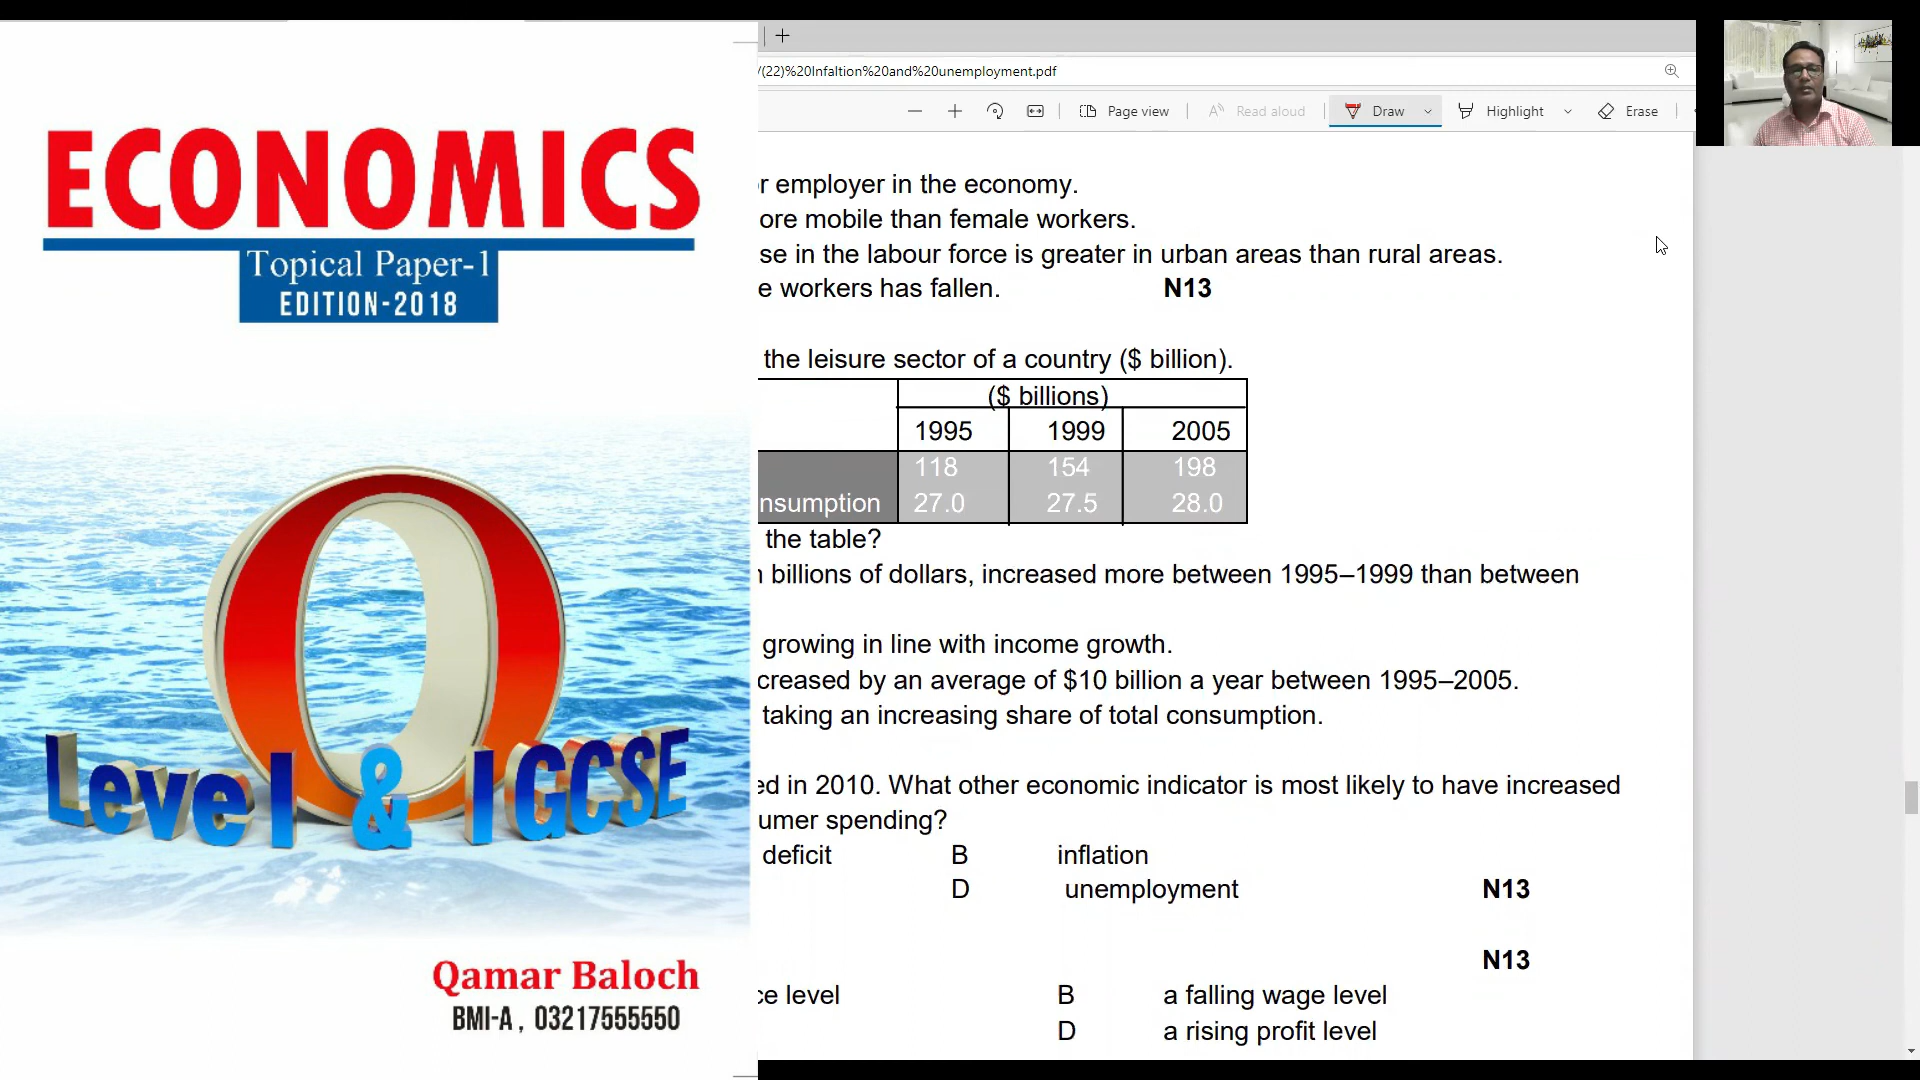 ECONOMICS
Topical Paper-1
EDITION-2018
O
Level & IGCSE
Qamar Baloch
BMI-A , 03217555550
/(22)%20Infaltion%20and%20unemployment.pdf
Page view
Read aloud
Draw
Highlight
Erase
r employer in the economy.
ore mobile than female workers.
se in the labour force is greater in urban areas than rural areas.
e workers has fallen. N13
the leisure sector of a country ($ billion).
($ billions)
1995 1999 2005
118 154 198
nsumption 27.0 27.5 28.0
the table?
billions of dollars, increased more between 1995–1999 than between
growing in line with income growth.
creased by an average of $10 billion a year between 1995–2005.
taking an increasing share of total consumption.
ed in 2010. What other economic indicator is most likely to have increased
umer spending?
deficit B inflation
D unemployment N13
N13
ce level B a falling wage level
D a rising profit level